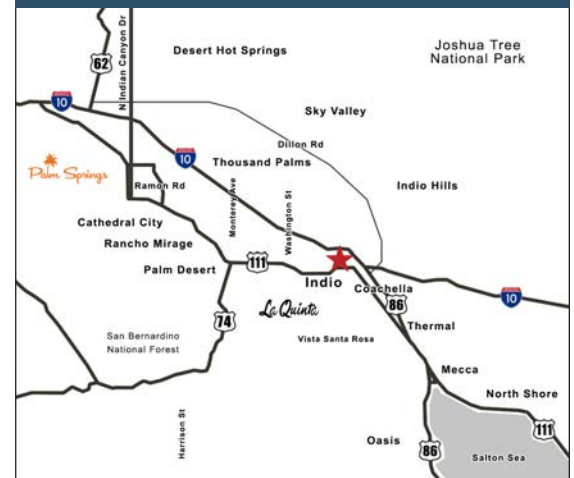 N Indian Canyon Dr
62
Desert Hot Springs
Joshua Tree
National Park
10
Sky Valley
Dillon Rd
10
Thousand Palms
Palm Springs
Ramon Rd
Indio Hills
Monterey Ave
Washington St
Cathedral City
Rancho Mirage
111
Palm Desert
Indio
Coachella
10
86
La Quinta
74
Thermal
San Bernardino
National Forest
Vista Santa Rosa
Mecca
North Shore
Harrison St
111
Oasis
86
Salton Sea